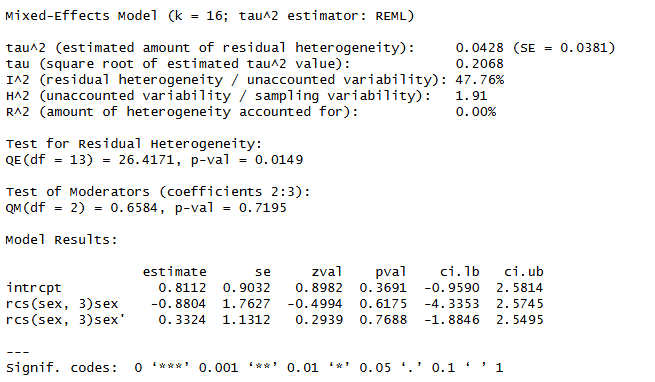 Mixed-Effects Model (k = 16; tau^2 estimator: REML)
tau^2 (estimated amount of residual heterogeneity): 0.0428 (SE = 0.0381)
tau (square root of estimated tau^2 value): 0.2068
I^2 (residual heterogeneity / unaccounted variability): 47.76%
H^2 (unaccounted variability / sampling variability): 1.91
R^2 (amount of heterogeneity accounted for): 0.00%
Test for Residual Heterogeneity:
QE(df = 13) = 26.4171, p-val = 0.0149
Test of Moderators (coefficients 2:3):
QM(df = 2) = 0.6584, p-val = 0.7195
Model Results:
estimate se zval pval ci.lb ci.ub
intrcpt 0.8112 0.9032 0.8982 0.3691 -0.9590 2.5814
rcs(sex, 3)sex -0.8804 1.7627 -0.4994 0.6175 -4.3353 2.5745
rcs(sex, 3)sex' 0.3324 1.1312 0.2939 0.7688 -1.8846 2.5495
---
Signif. codes: 0 ‘***’ 0.001 ‘**’ 0.01 ‘*’ 0.05 ‘.’ 0.1 ‘ ’ 1